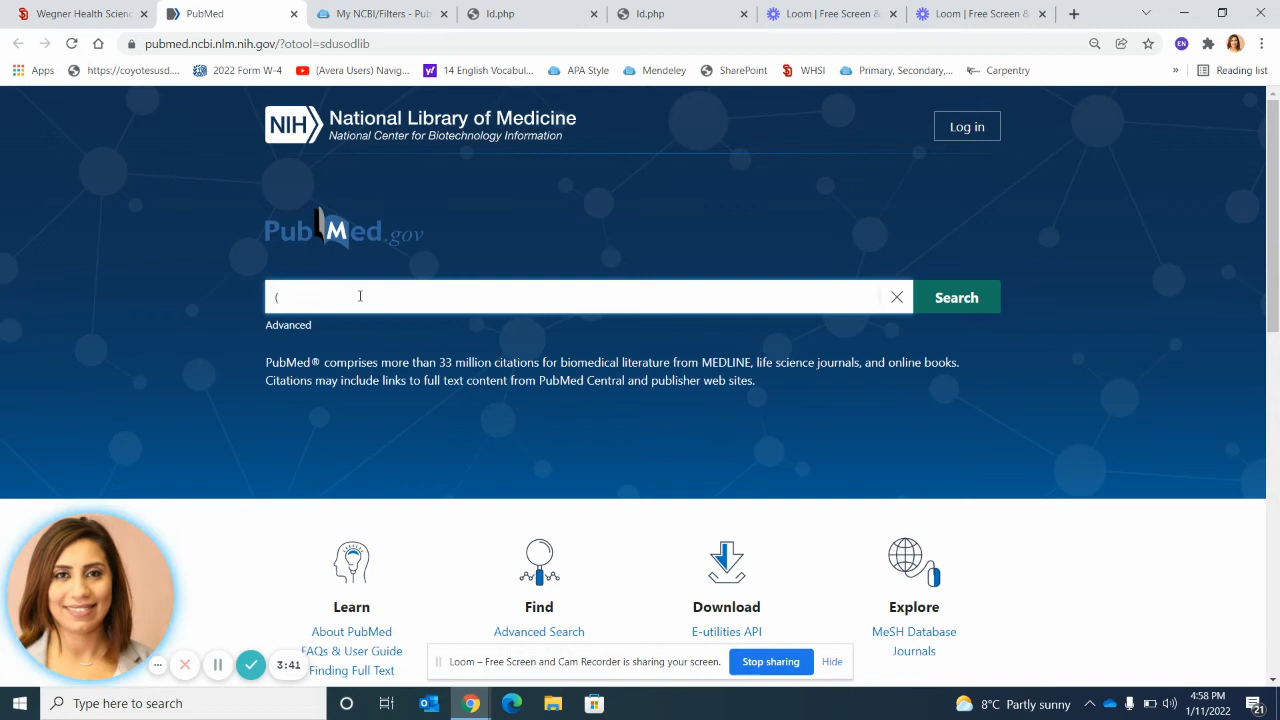 Wegner Health Scienc
PubMed
My NCBI/Filters - Pub
ld.php
ld.php
Loom | Free Screen &
Loom | Free Screen &
pubmed.ncbi.nlm.nih.gov/?otool=sdusodlib
EN
Apps
https://coyotesusd....
2022 Form W-4
(Avera Users) Navig...
14 English Vocabul...
APA Style
Mendeley
SharePoint
WHSI
Primary, Secondary,...
Carpentry
»
Reading list
NIH
National Library of Medicine
National Center for Biotechnology Information
Log in
PubMed.gov
(
Search
Advanced
PubMed® comprises more than 33 million citations for biomedical literature from MEDLINE, life science journals, and online books.
Citations may include links to full text content from PubMed Central and publisher web sites.
Learn
Find
Download
Explore
About PubMed
Advanced Search
E-utilities API
MeSH Database
FAQs & User Guide
Journals
Finding Full Text
3:41
Loom – Free Screen and Cam Recorder is sharing your screen.
Stop sharing
Hide
Type here to search
8°C Partly sunny
4:58 PM
1/11/2022
21